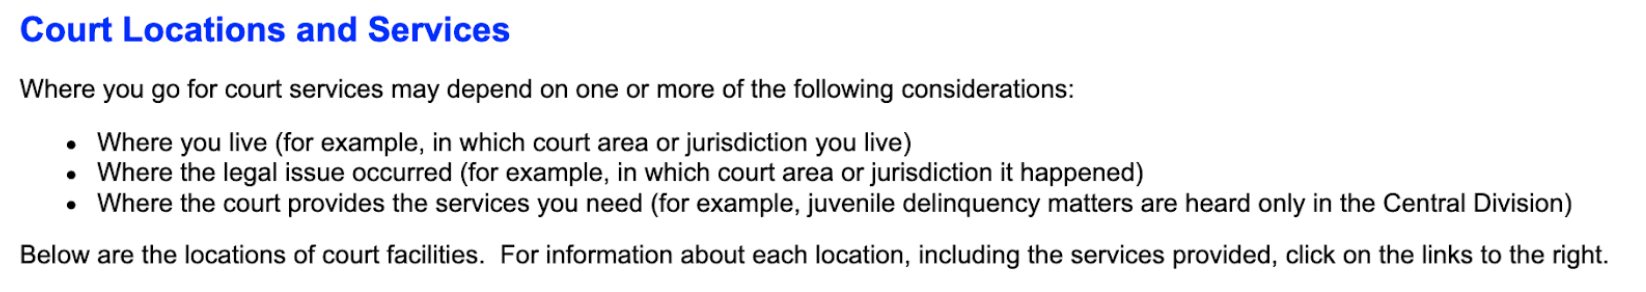 Court Locations and Services
Where you go for court services may depend on one or more of the following considerations:
• Where you live (for example, in which court area or jurisdiction you live)
• Where the legal issue occurred (for example, in which court area or jurisdiction it happened)
• Where the court provides the services you need (for example, juvenile delinquency matters are heard only in the Central Division)
Below are the locations of court facilities.  For information about each location, including the services provided, click on the links to the right.